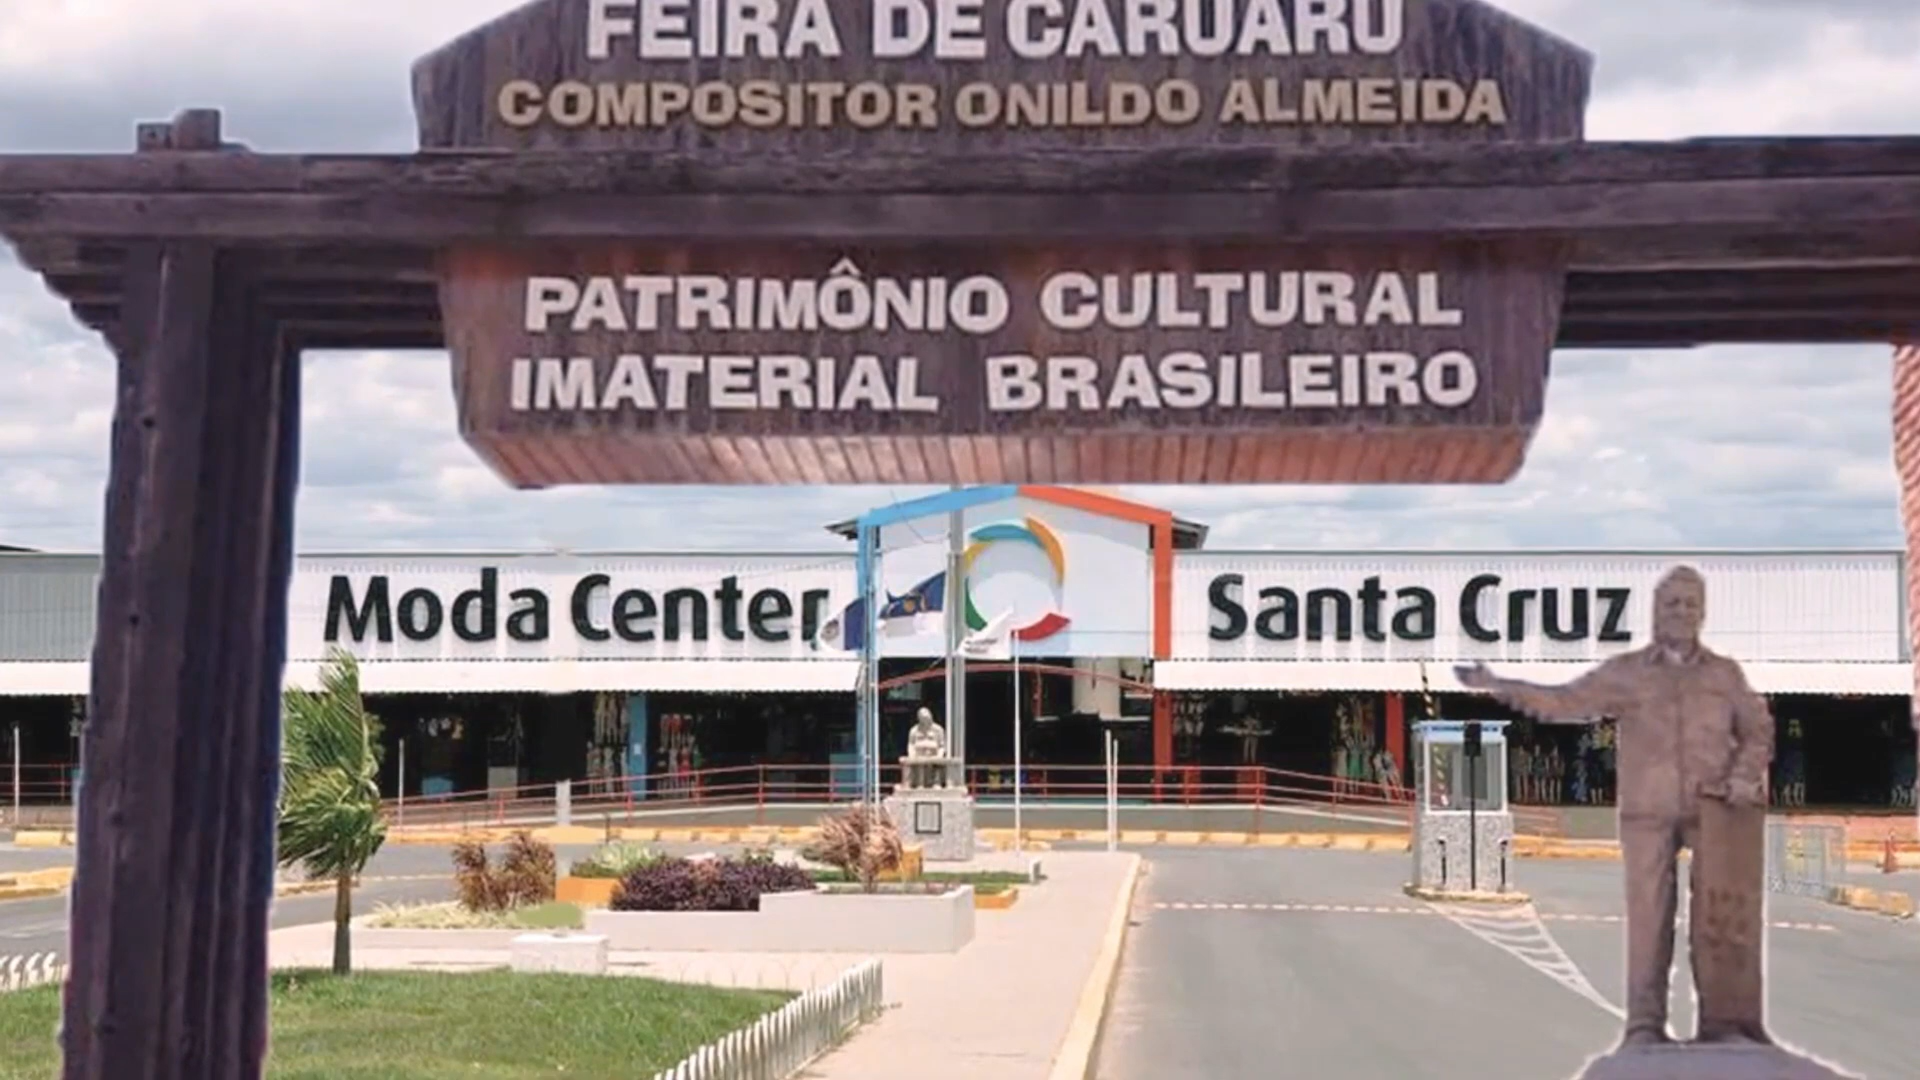 FEIRA DE CARUARU
COMPOSITOR ONILDO ALMEIDA
PATRIMÔNIO CULTURAL
IMATERIAL BRASILEIRO
Moda Center
Santa Cruz